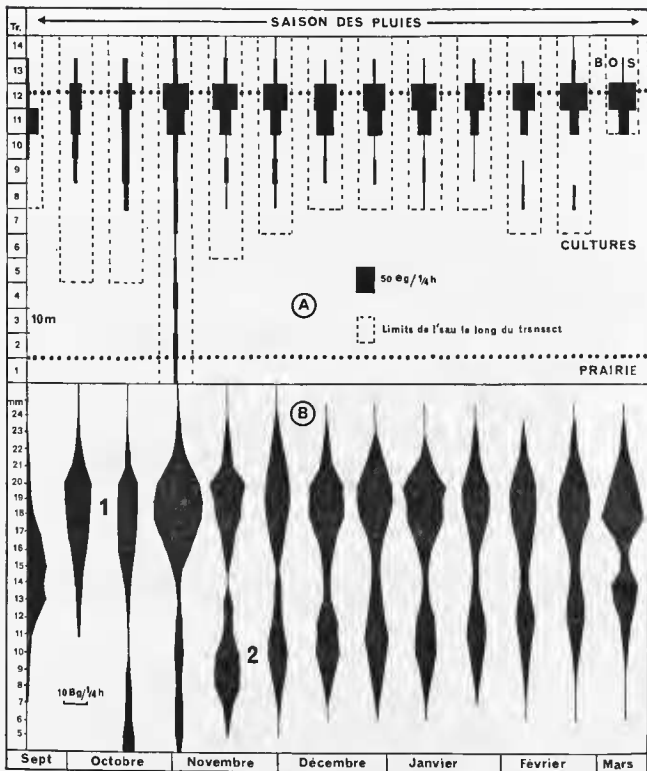 SAISON DES PLUIES
Tr.
14
13
BOIS
12
11
10
9
8
7
CULTURES
6
5
50 eg/1/4h
4
A
3
10m
Limits de l'eau le long du transect
2
1
PRAIRIE
mm
B
24
23
22
21
20
19
1
18
17
16
15
14
13
12
11
10
2
9
8
10 Bg/1/4h
7
6
5
Sept Octobre Novembre Décembre Janvier Février Mars